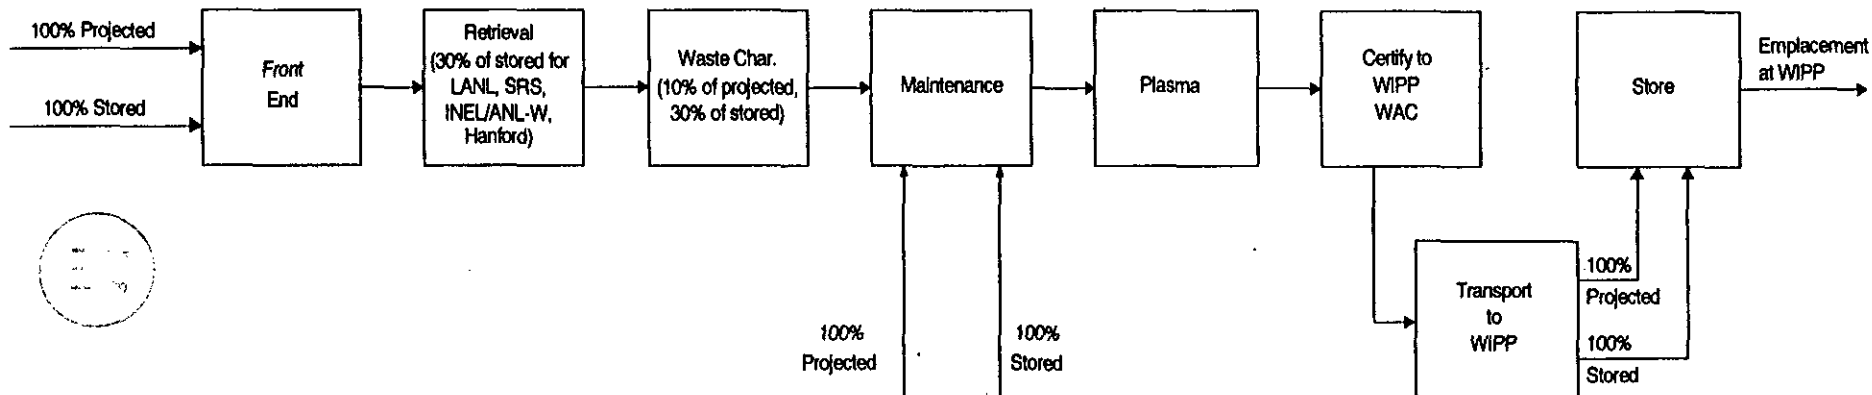 100% Projected
100% Stored
Front
End
Retrieval
(30% of stored for
LANL, SRS,
INEL/ANL-W,
Hanford)
Waste Char.
(10% of projected,
30% of stored)
Maintenance
Plasma
Certify to
WIPP
WAC
Store
Emplacement
at WIPP
100%
Projected
100%
Stored
Transport
to
WIPP
100%
Projected
100%
Stored